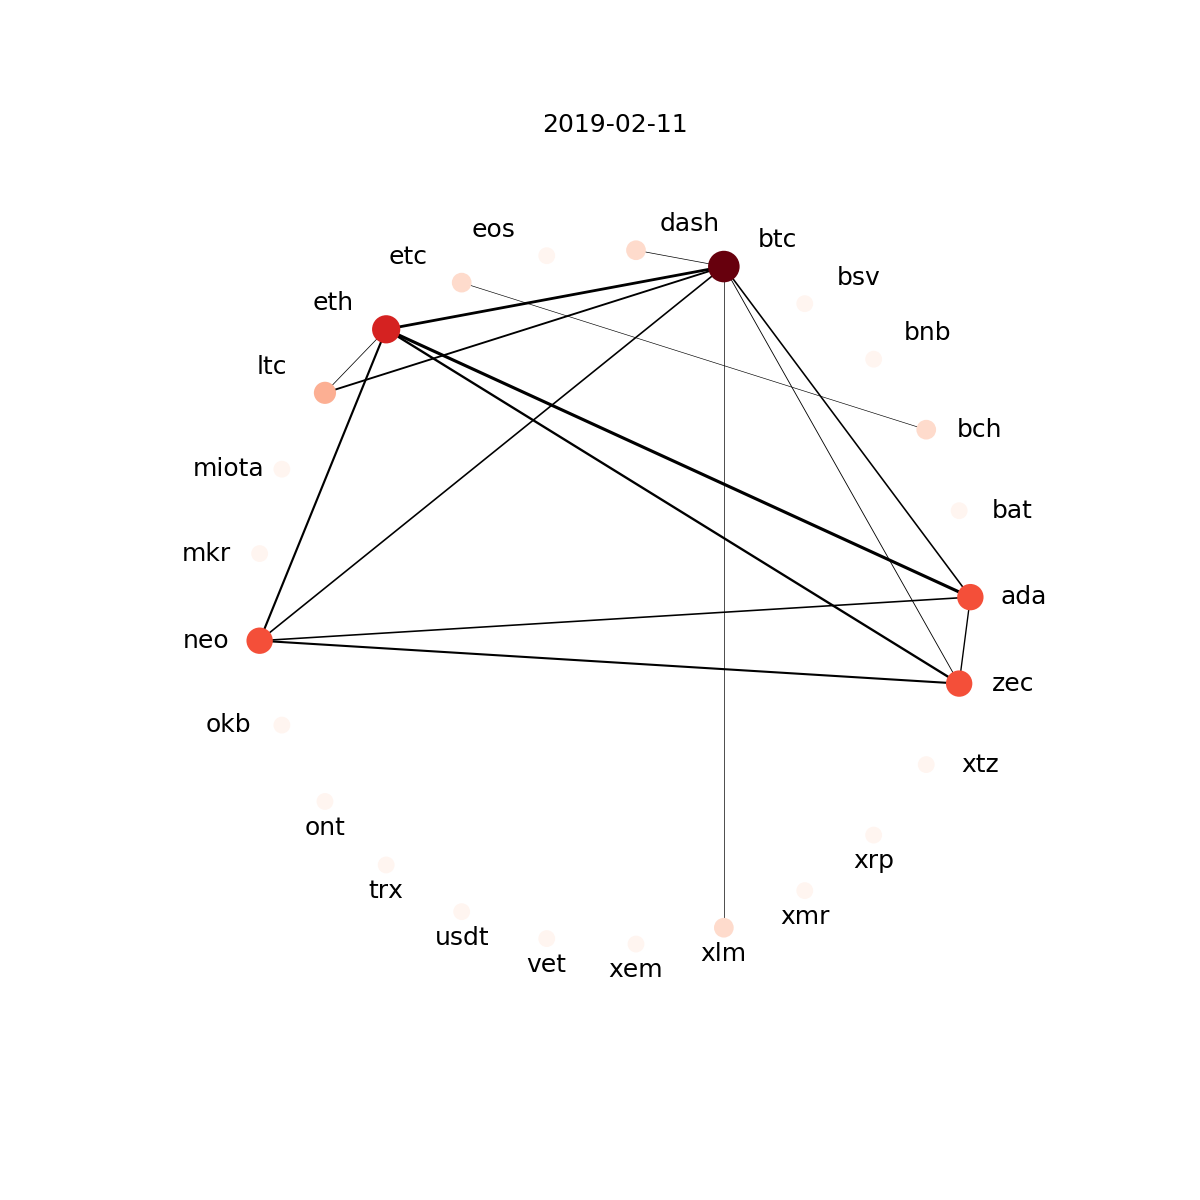 2019-02-11
dash
btc
eos
etc
bsv
eth
bnb
ltc
bch
miota
bat
mkr
ada
neo
zec
okb
xtz
ont
xrp
trx
xmr
usdt
xlm
vet
xem